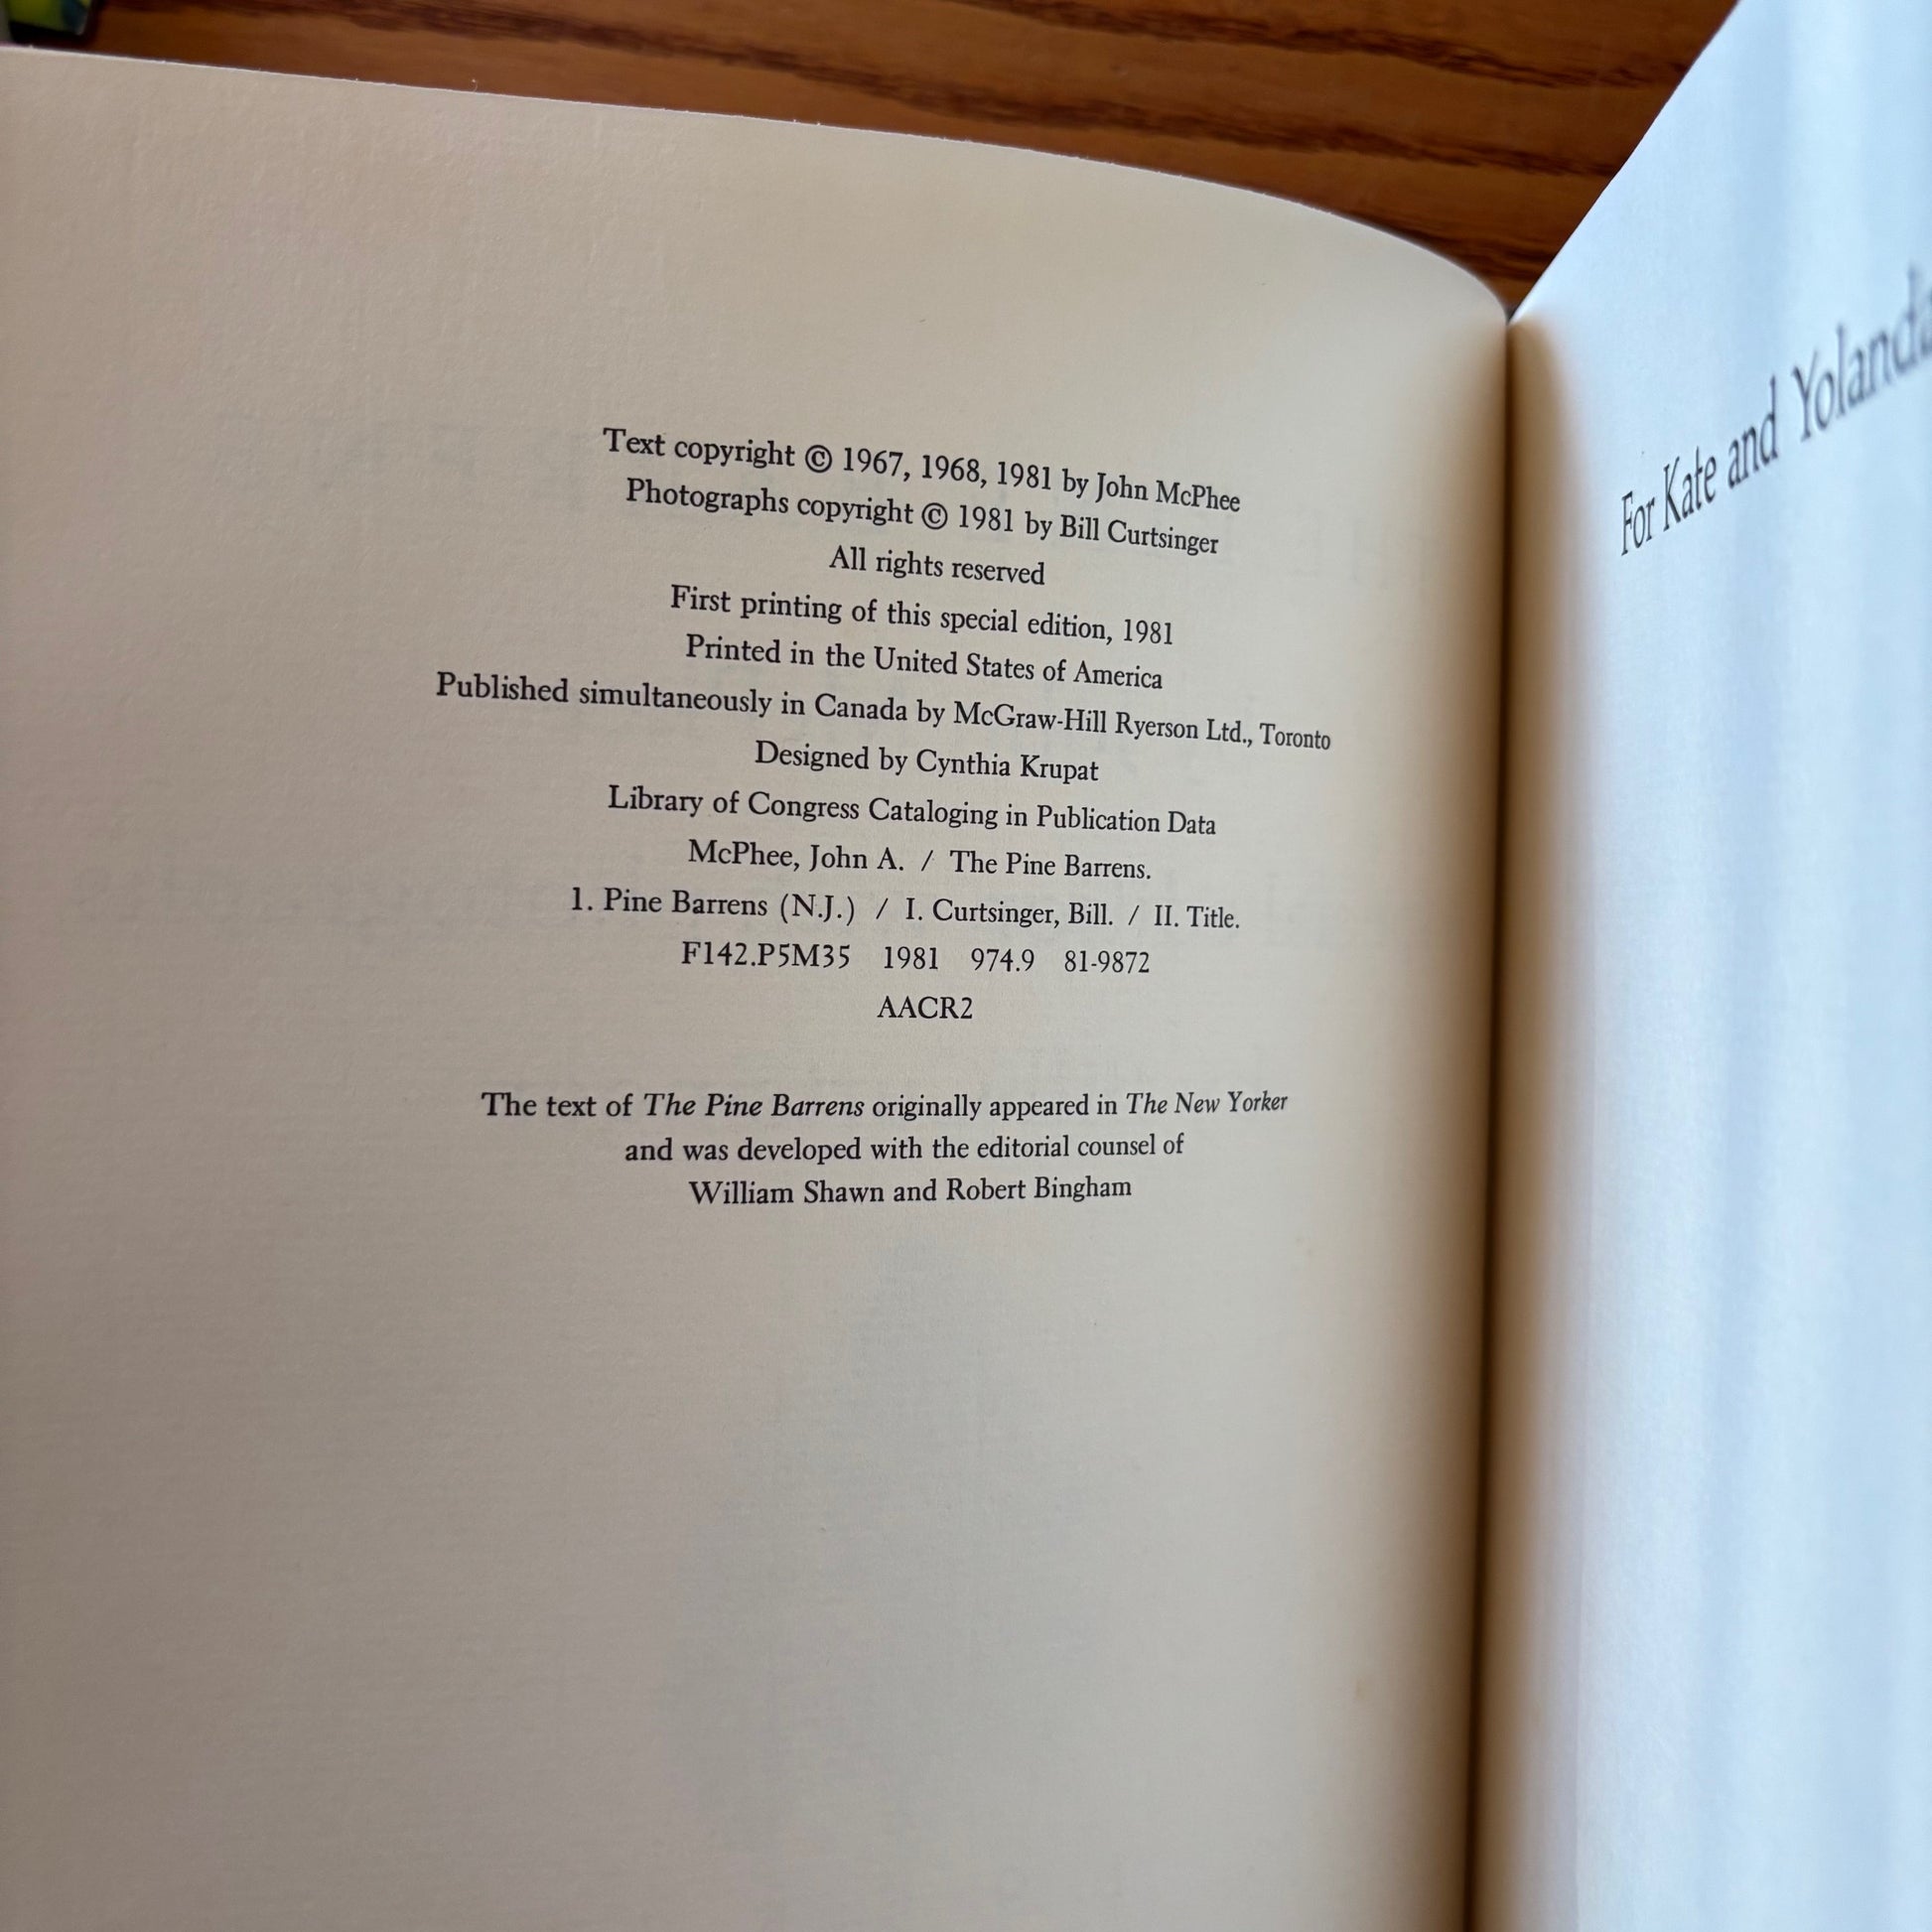 Text copyright © 1967, 1968, 1981 by John McPhee
Photographs copyright © 1981 by Bill Curtsinger
All rights reserved
First printing of this special edition, 1981
Printed in the United States of America
Published simultaneously in Canada by McGraw-Hill Ryerson Ltd., Toronto
Designed by Cynthia Krupat
Library of Congress Cataloging in Publication Data
McPhee, John A. / The Pine Barrens.
1. Pine Barrens (N.J.) / I. Curtsinger, Bill. / II. Title.
F142.P5M35 1981 974.9 81-9872
AACR2
The text of The Pine Barrens originally appeared in The New Yorker
and was developed with the editorial counsel of
William Shawn and Robert Bingham
For Kate and Yolanda